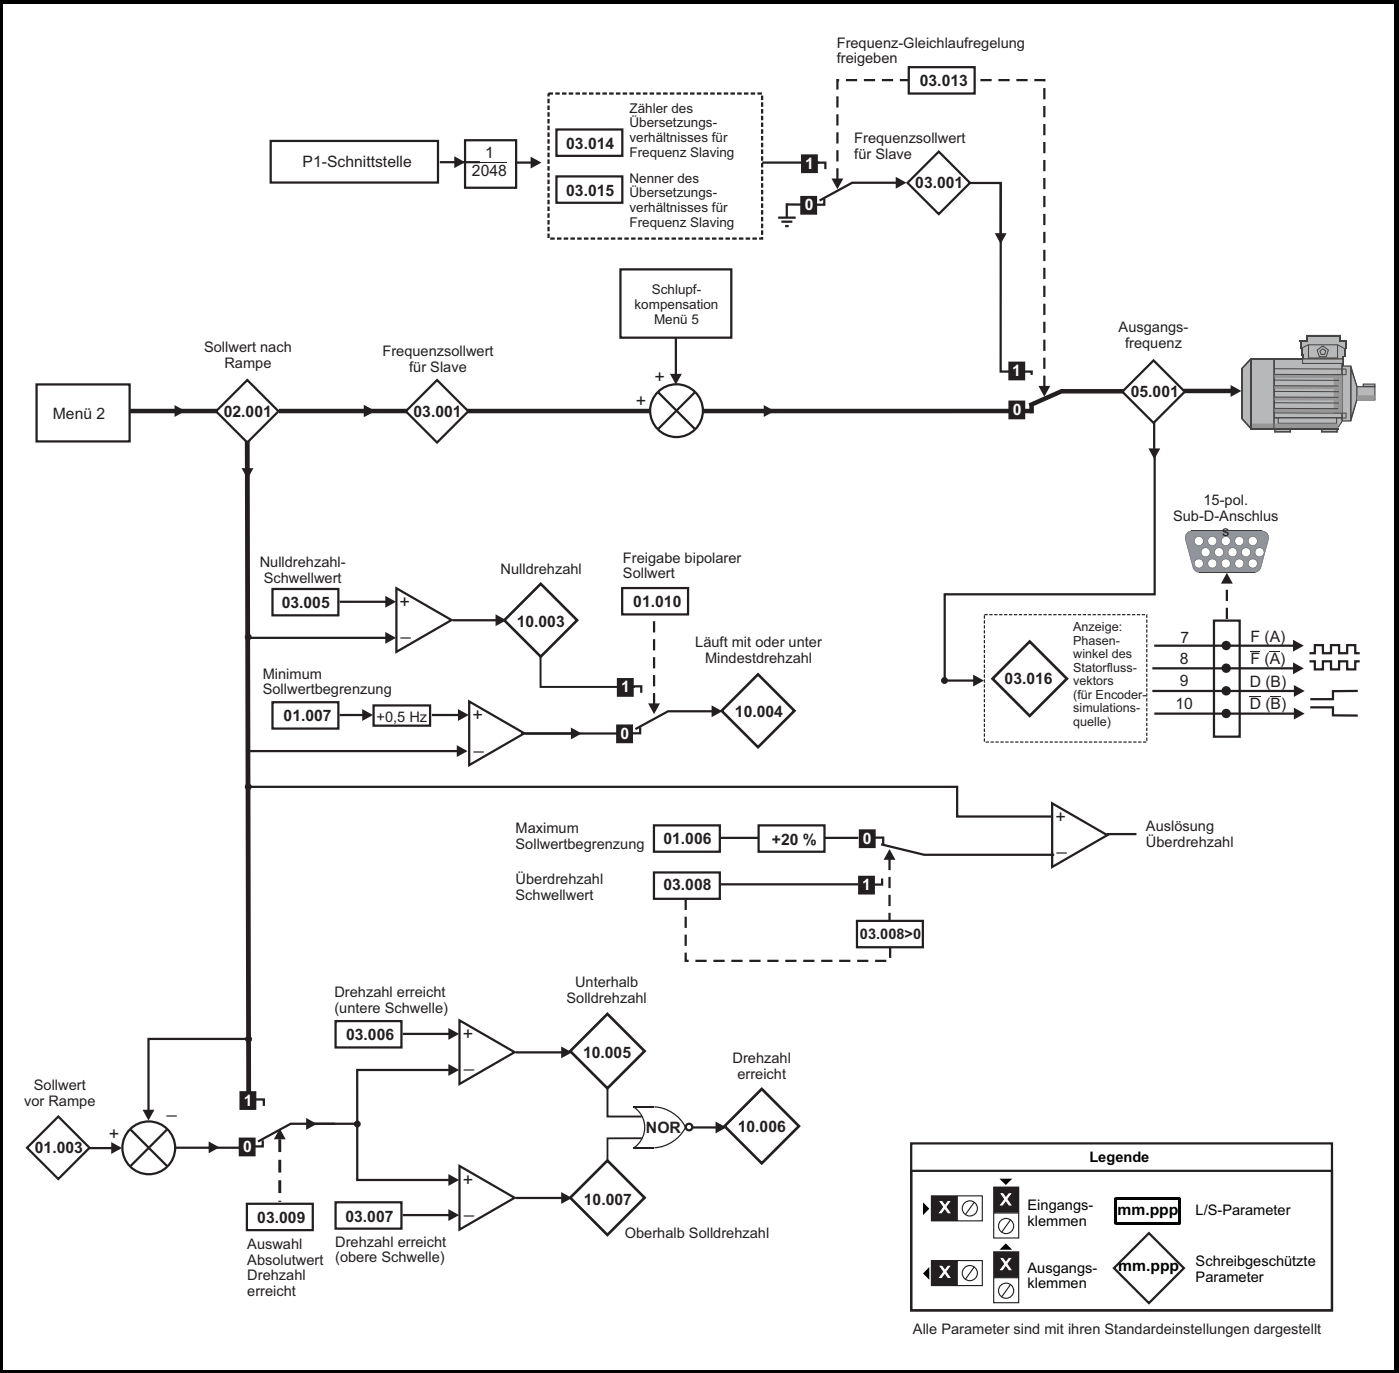 Frequenz-Gleichlaufregelung
freigeben
03.013
Zähler des
Übersetzungs-
verhältnisses für
Frequenz Slaving
03.014
Nenner des
Übersetzungs-
verhältnisses für
Frequenz Slaving
03.015
P1-Schnittstelle
1
2048
1
0
Frequenzsollwert
für Slave
03.001
Schlupf-
kompensation
Menü 5
+
+
Menü 2
Sollwert nach
Rampe
02.001
Frequenzsollwert
für Slave
03.001
1
0
Ausgangs-
frequenz
05.001
15-pol.
Sub-D-Anschlus
s
Nulldrehzahl-
Schwellwert
03.005
+
–
Nulldrehzahl
10.003
Freigabe bipolarer
Sollwert
01.010
Läuft mit oder unter
Mindestdrehzahl
10.004
1
0
Minimum
Sollwertbegrenzung
01.007
+0,5 Hz
+
–
03.016
Anzeige:
Phasen-
winkel des
Statorfluss-
vektors
(für Encoder-
simulations-
quelle)
7 F (A)
8 F̅ (A̅)
9 D (B)
10 D̅ (B̅)
Maximum
Sollwertbegrenzung
01.006
+20 %
0
Überdrehzahl
Schwellwert
03.008
1
03.008>0
+
–
Auslösung
Überdrehzahl
Drehzahl erreicht
(untere Schwelle)
03.006
+
–
Unterhalb
Solldrehzahl
10.005
NOR
Drehzahl
erreicht
10.006
Sollwert
vor Rampe
01.003
+
–
1
0
03.009
Auswahl
Absolutwert
Drehzahl
erreicht
03.007
Drehzahl erreicht
(obere Schwelle)
+
–
10.007
Oberhalb Solldrehzahl
Legende
X
X
Eingangs-
klemmen
mm.ppp
L/S-Parameter
X
X
Ausgangs-
klemmen
mm.ppp
Schreibgeschützte
Parameter
Alle Parameter sind mit ihren Standardeinstellungen dargestellt